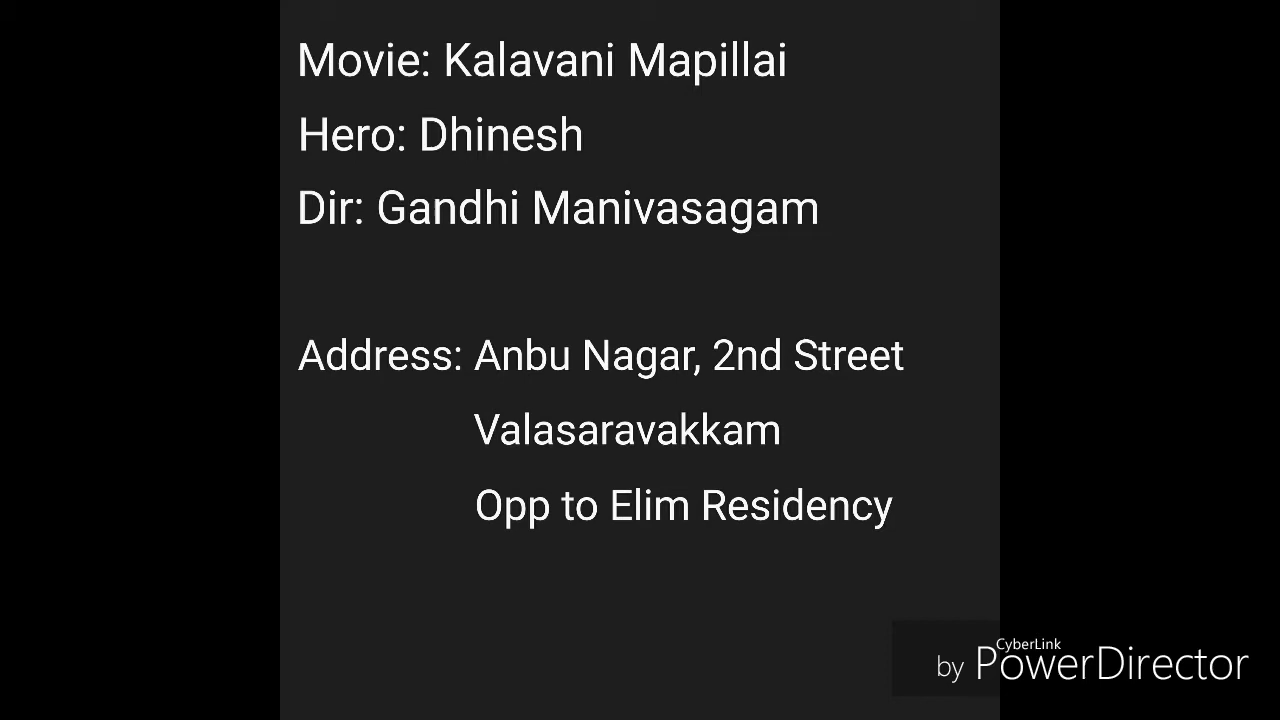 Movie: Kalavani Mapillai
Hero: Dhinesh
Dir: Gandhi Manivasagam
Address: Anbu Nagar, 2nd Street
Valasaravakkam
Opp to Elim Residency
CyberLink
by PowerDirector